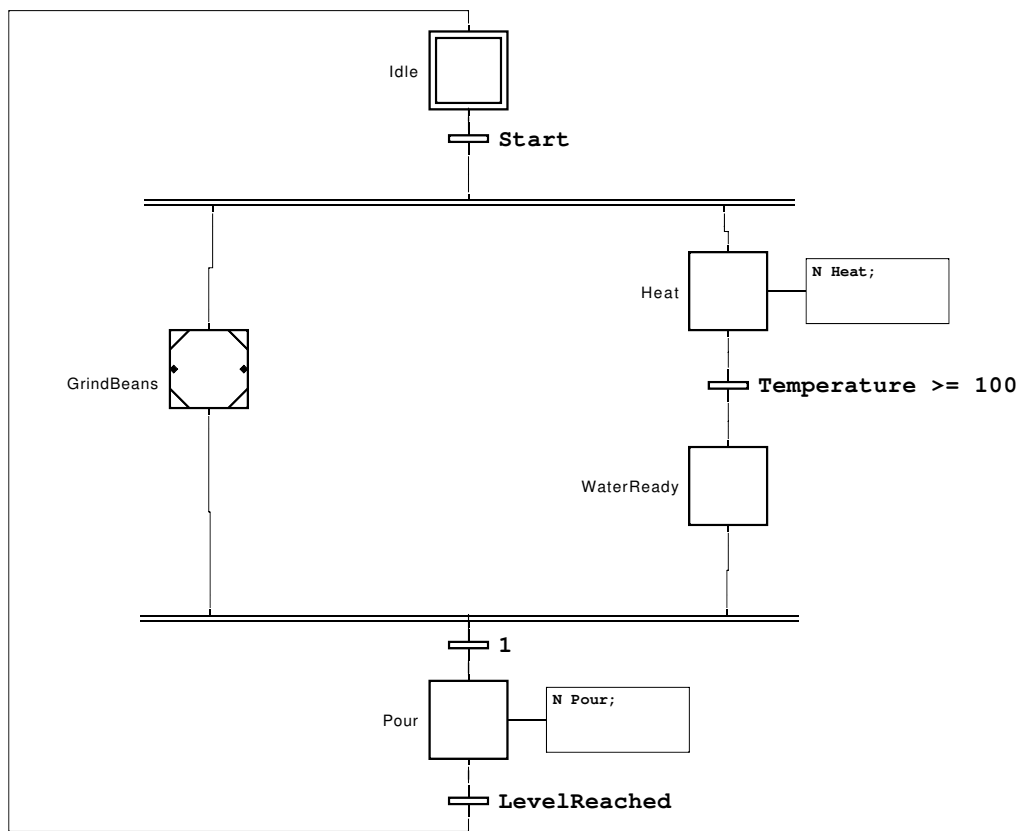 Idle
Start
Heat
N Heat;
GrindBeans
Temperature >= 100
WaterReady
1
Pour
N Pour;
LevelReached